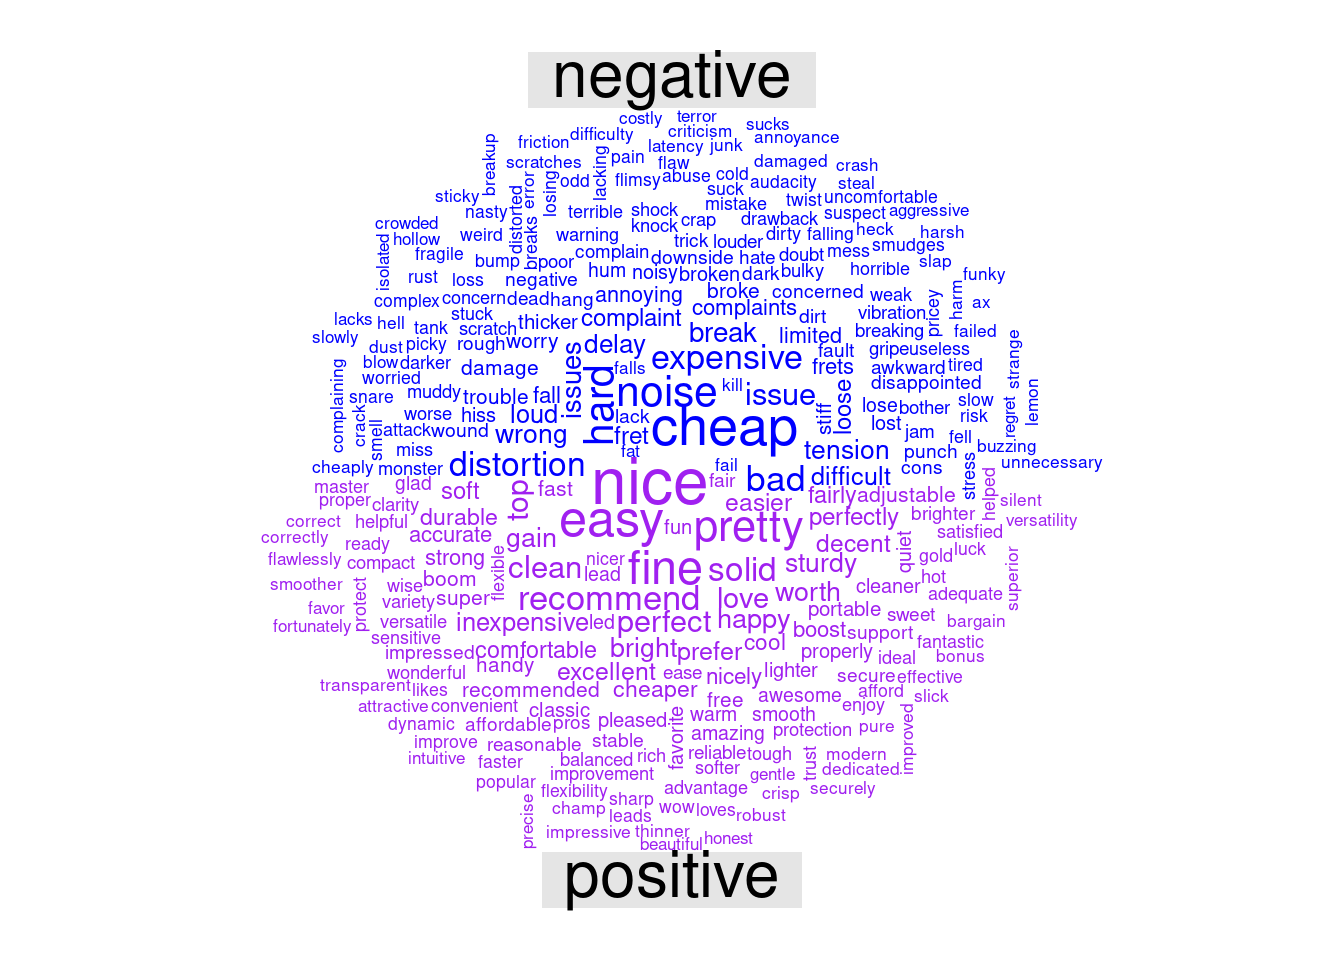 negative
costly terror sucks
friction difficulty criticism annoyance
breakup latency junk
scratches lacking pain flaw damaged crash
error losing odd flimsy abuse cold audacity steal
sticky distorted suck twist uncomfortable
nasty terrible shock mistake suspect aggressive
crowded breaks knock crap drawback
hollow weird warning trick louder dirty falling heck harsh
isolated fragile bump poor complain downside hate doubt mess smudges slap
rust loss negative hum noisy broken dark bulky horrible funky
complex concern dead hang annoying broke concerned weak pricey harm ax
lacks hell stuck thicker complaint complaints dirt vibration
slowly tank scratch break limited breaking failed
dust picky rough worry delay expensive fault gripe useless strange
blow darker damage issues falls frets awkward tired
worried hard noise kill issue disappointed
complaining snare muddy trouble fall stiff loose lose bother slow regret lemon
crack worse hiss loud lack cheap lost risk
smell attack wound wrong fret tension jam fell buzzing
miss fat punch
cheaply monster distortion fail bad difficult cons stress unnecessary
master glad soft top fast nice fair fairly adjustable helped silent
proper clarity easier
correct helpful durable easy fun pretty perfectly brighter versatility
correctly ready accurate gain decent quiet satisfied
flawlessly compact strong flexible nicer sturdy gold luck
smoother protect wise boom clean lead fine solid cleaner hot superior
favor variety super recommend love worth portable adequate
fortunately versatile inexpensive led perfect happy boost support sweet bargain
sensitive fantastic
impressed comfortable bright prefer cool properly ideal bonus
wonderful handy excellent ease nicely lighter secure effective
transparent likes recommended cheaper free awesome afford slick
attractive convenient classic favorite warm smooth enjoy
dynamic affordable pros pleased amazing protection pure improved
improve reasonable stable
intuitive faster balanced rich reliable tough trust modern
popular improvement softer gentle dedicated
precise flexibility sharp advantage crisp securely
champ leads wow loves robust
impressive thinner honest
beautiful
positive